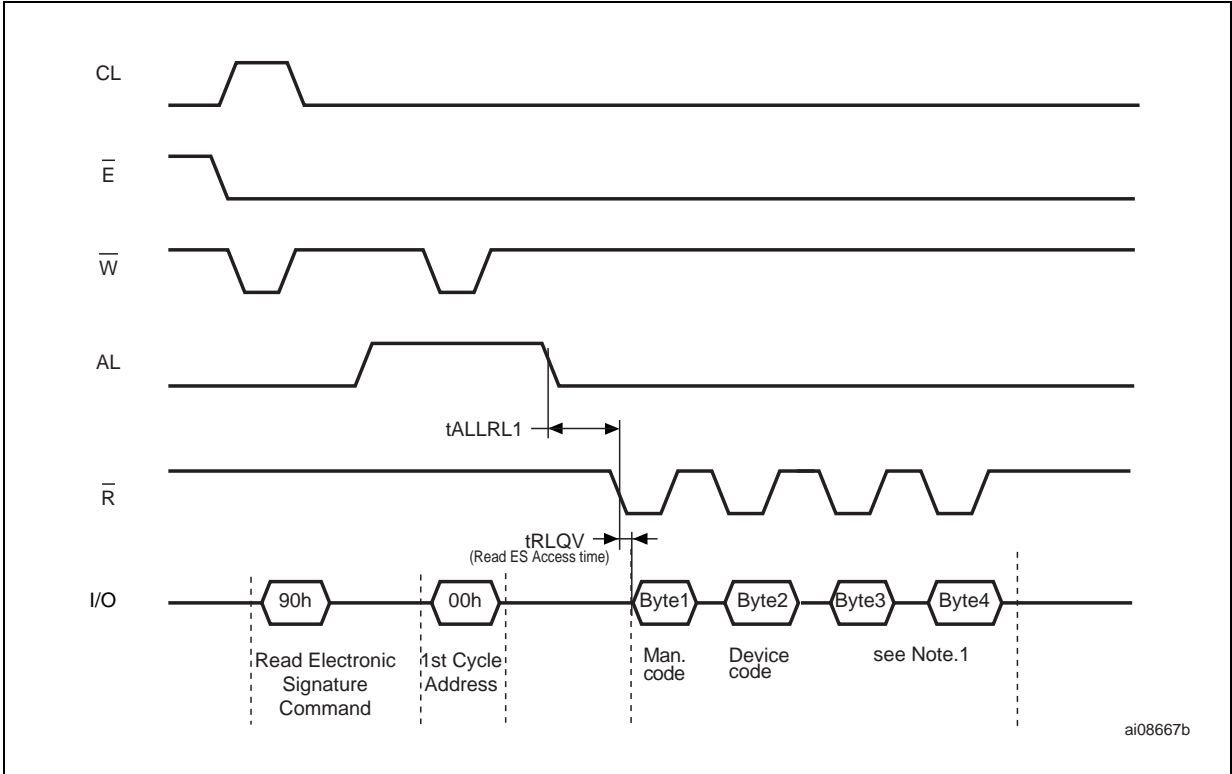 CL
E
W
AL
tALLRL1
R
tRLQV
(Read ES Access time)
I/O
90h
00h
Byte1
Byte2
Byte3
Byte4
Read Electronic
Signature
Command
1st Cycle
Address
Man.
code
Device
code
see Note.1
ai08667b